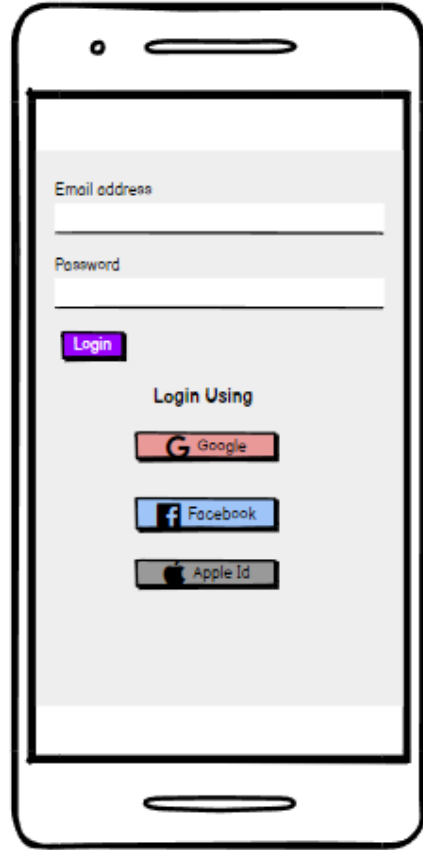 Email address
Password
Login
Login Using
Google
Facebook
Apple Id